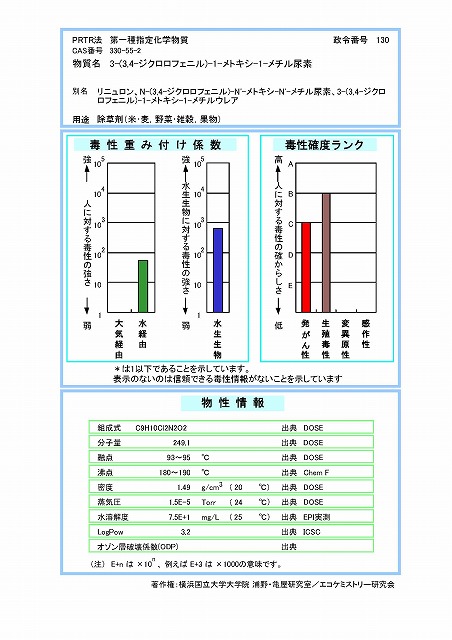 PRTR法 第一種指定化学物質 政令番号 130
CAS番号 330-55-2
物質名 3-(3,4-ジクロロフェニル)-1-メトキシ-1-メチル尿素
別名 リニュロン、N-(3,4-ジクロロフェニル)-N'-メトキシ-N'-メチル尿素、3-(3,4-ジクロ
ロフェニル)-1-メトキシ-1-メチルウレア
用途 除草剤(米・麦, 野菜・雑穀, 果物)
毒性重み付け係数
強
人に対する毒性の強さ
弱
10^5
10^4
10^3
10^2
10
1
大気経由
水経由
強
水生生物に対する毒性の強さ
弱
10^5
10^4
10^3
10^2
10
1
水生生物
毒性確度ランク
高
人に対する毒性の確からしさ
低
A
B
C
D
E
発がん性
生殖毒性
変異原性
感作性
*は1以下であることを示しています。
表示のないのは信頼できる毒性情報がないことを示しています
物性情報
組成式 C9H10Cl2N2O2 出典 DOSE
分子量 249.1 出典 DOSE
融点 93~95 ℃ 出典 DOSE
沸点 180~190 ℃ 出典 Chem F
密度 1.49 g/cm3 (20 ℃) 出典 DOSE
蒸気圧 1.5E-5 Torr (24 ℃) 出典 DOSE
水溶解度 7.5E+1 mg/L (25 ℃) 出典 EPI実測
LogPow 3.2 出典 ICSC
オゾン層破壊係数(ODP) 出典
(注) E+n は ×10^n 、例えば E+3 は ×1000の意味です。
著作権:横浜国立大学大学院 浦野・亀屋研究室/エコケミストリー研究会